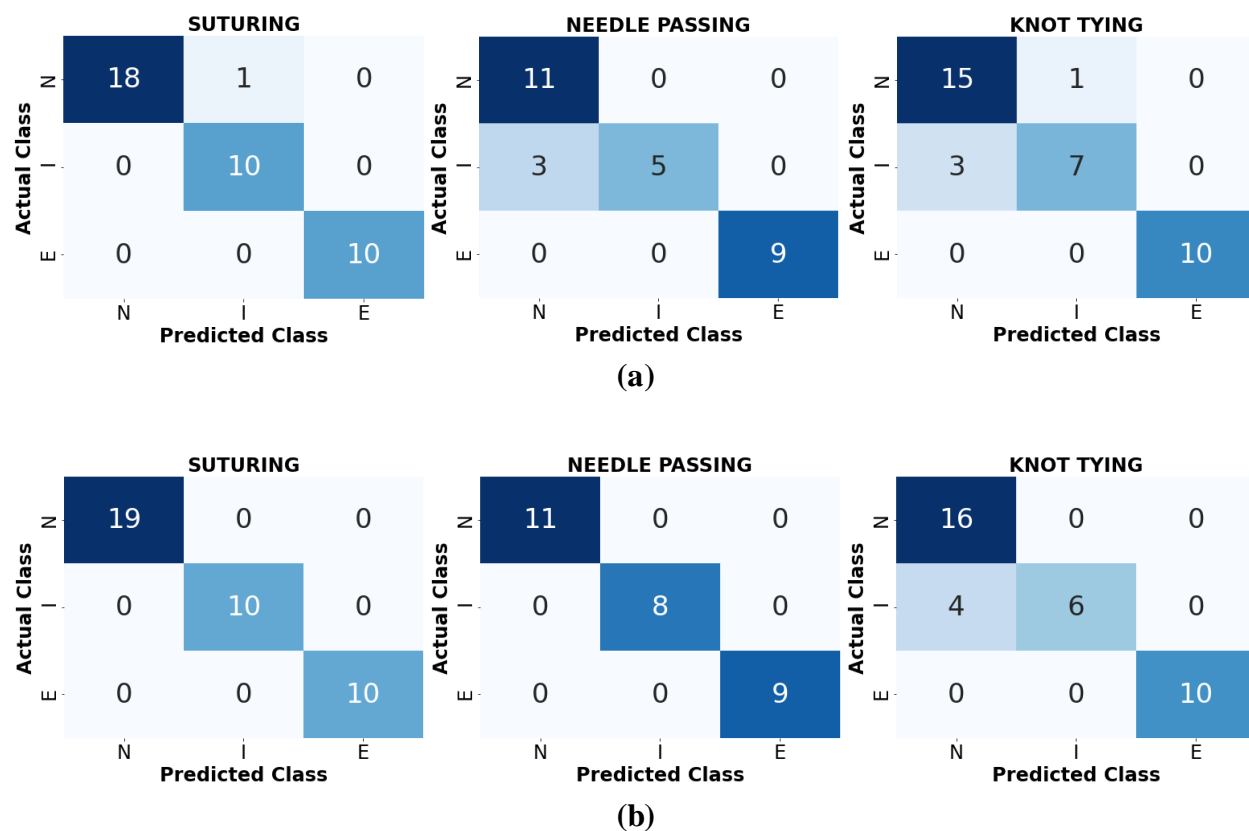 SUTURING NEEDLE PASSING KNOT TYING
Actual Class N 18 1 0 Actual Class N 11 0 0 Actual Class N 15 1 0
I 0 10 0 I 3 5 0 I 3 7 0
E 0 0 10 E 0 0 9 E 0 0 10
N I E N I E N I E
Predicted Class Predicted Class Predicted Class
(a)
SUTURING NEEDLE PASSING KNOT TYING
Actual Class N 19 0 0 Actual Class N 11 0 0 Actual Class N 16 0 0
I 0 10 0 I 0 8 0 I 4 6 0
E 0 0 10 E 0 0 9 E 0 0 10
N I E N I E N I E
Predicted Class Predicted Class Predicted Class
(b)